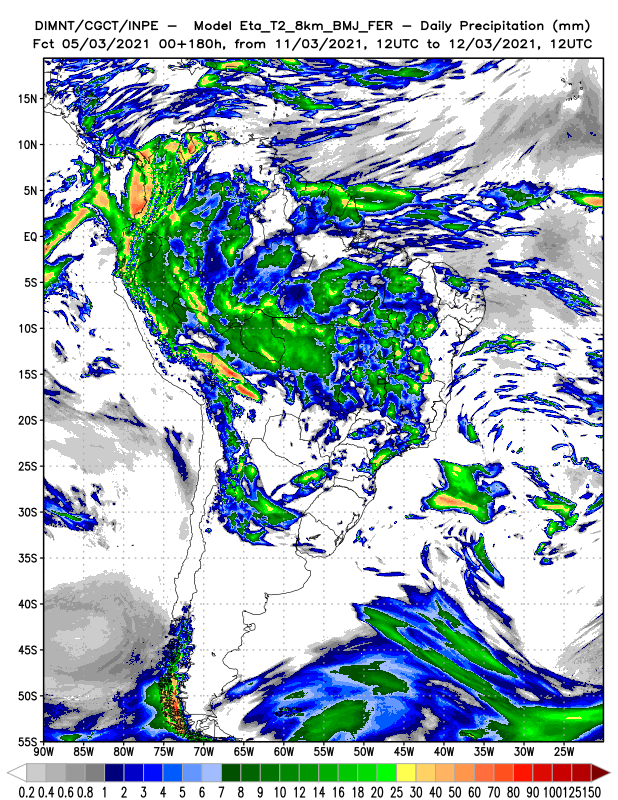 DIMNT/CGCT/INPE – Model Eta_T2_8km_BMJ_FER – Daily Precipitation (mm)
Fct 05/03/2021 00+180h, from 11/03/2021, 12UTC to 12/03/2021, 12UTC
15N
10N
5N
EQ
5S
10S
15S
20S
25S
30S
35S
40S
45S
50S
55S
90W 85W 80W 75W 70W 65W 60W 55W 50W 45W 40W 35W 30W 25W
0.2 0.4 0.6 0.8 1 2 3 4 5 6 7 8 9 10 12 14 16 18 20 25 30 40 50 60 70 80 90 100 125 150